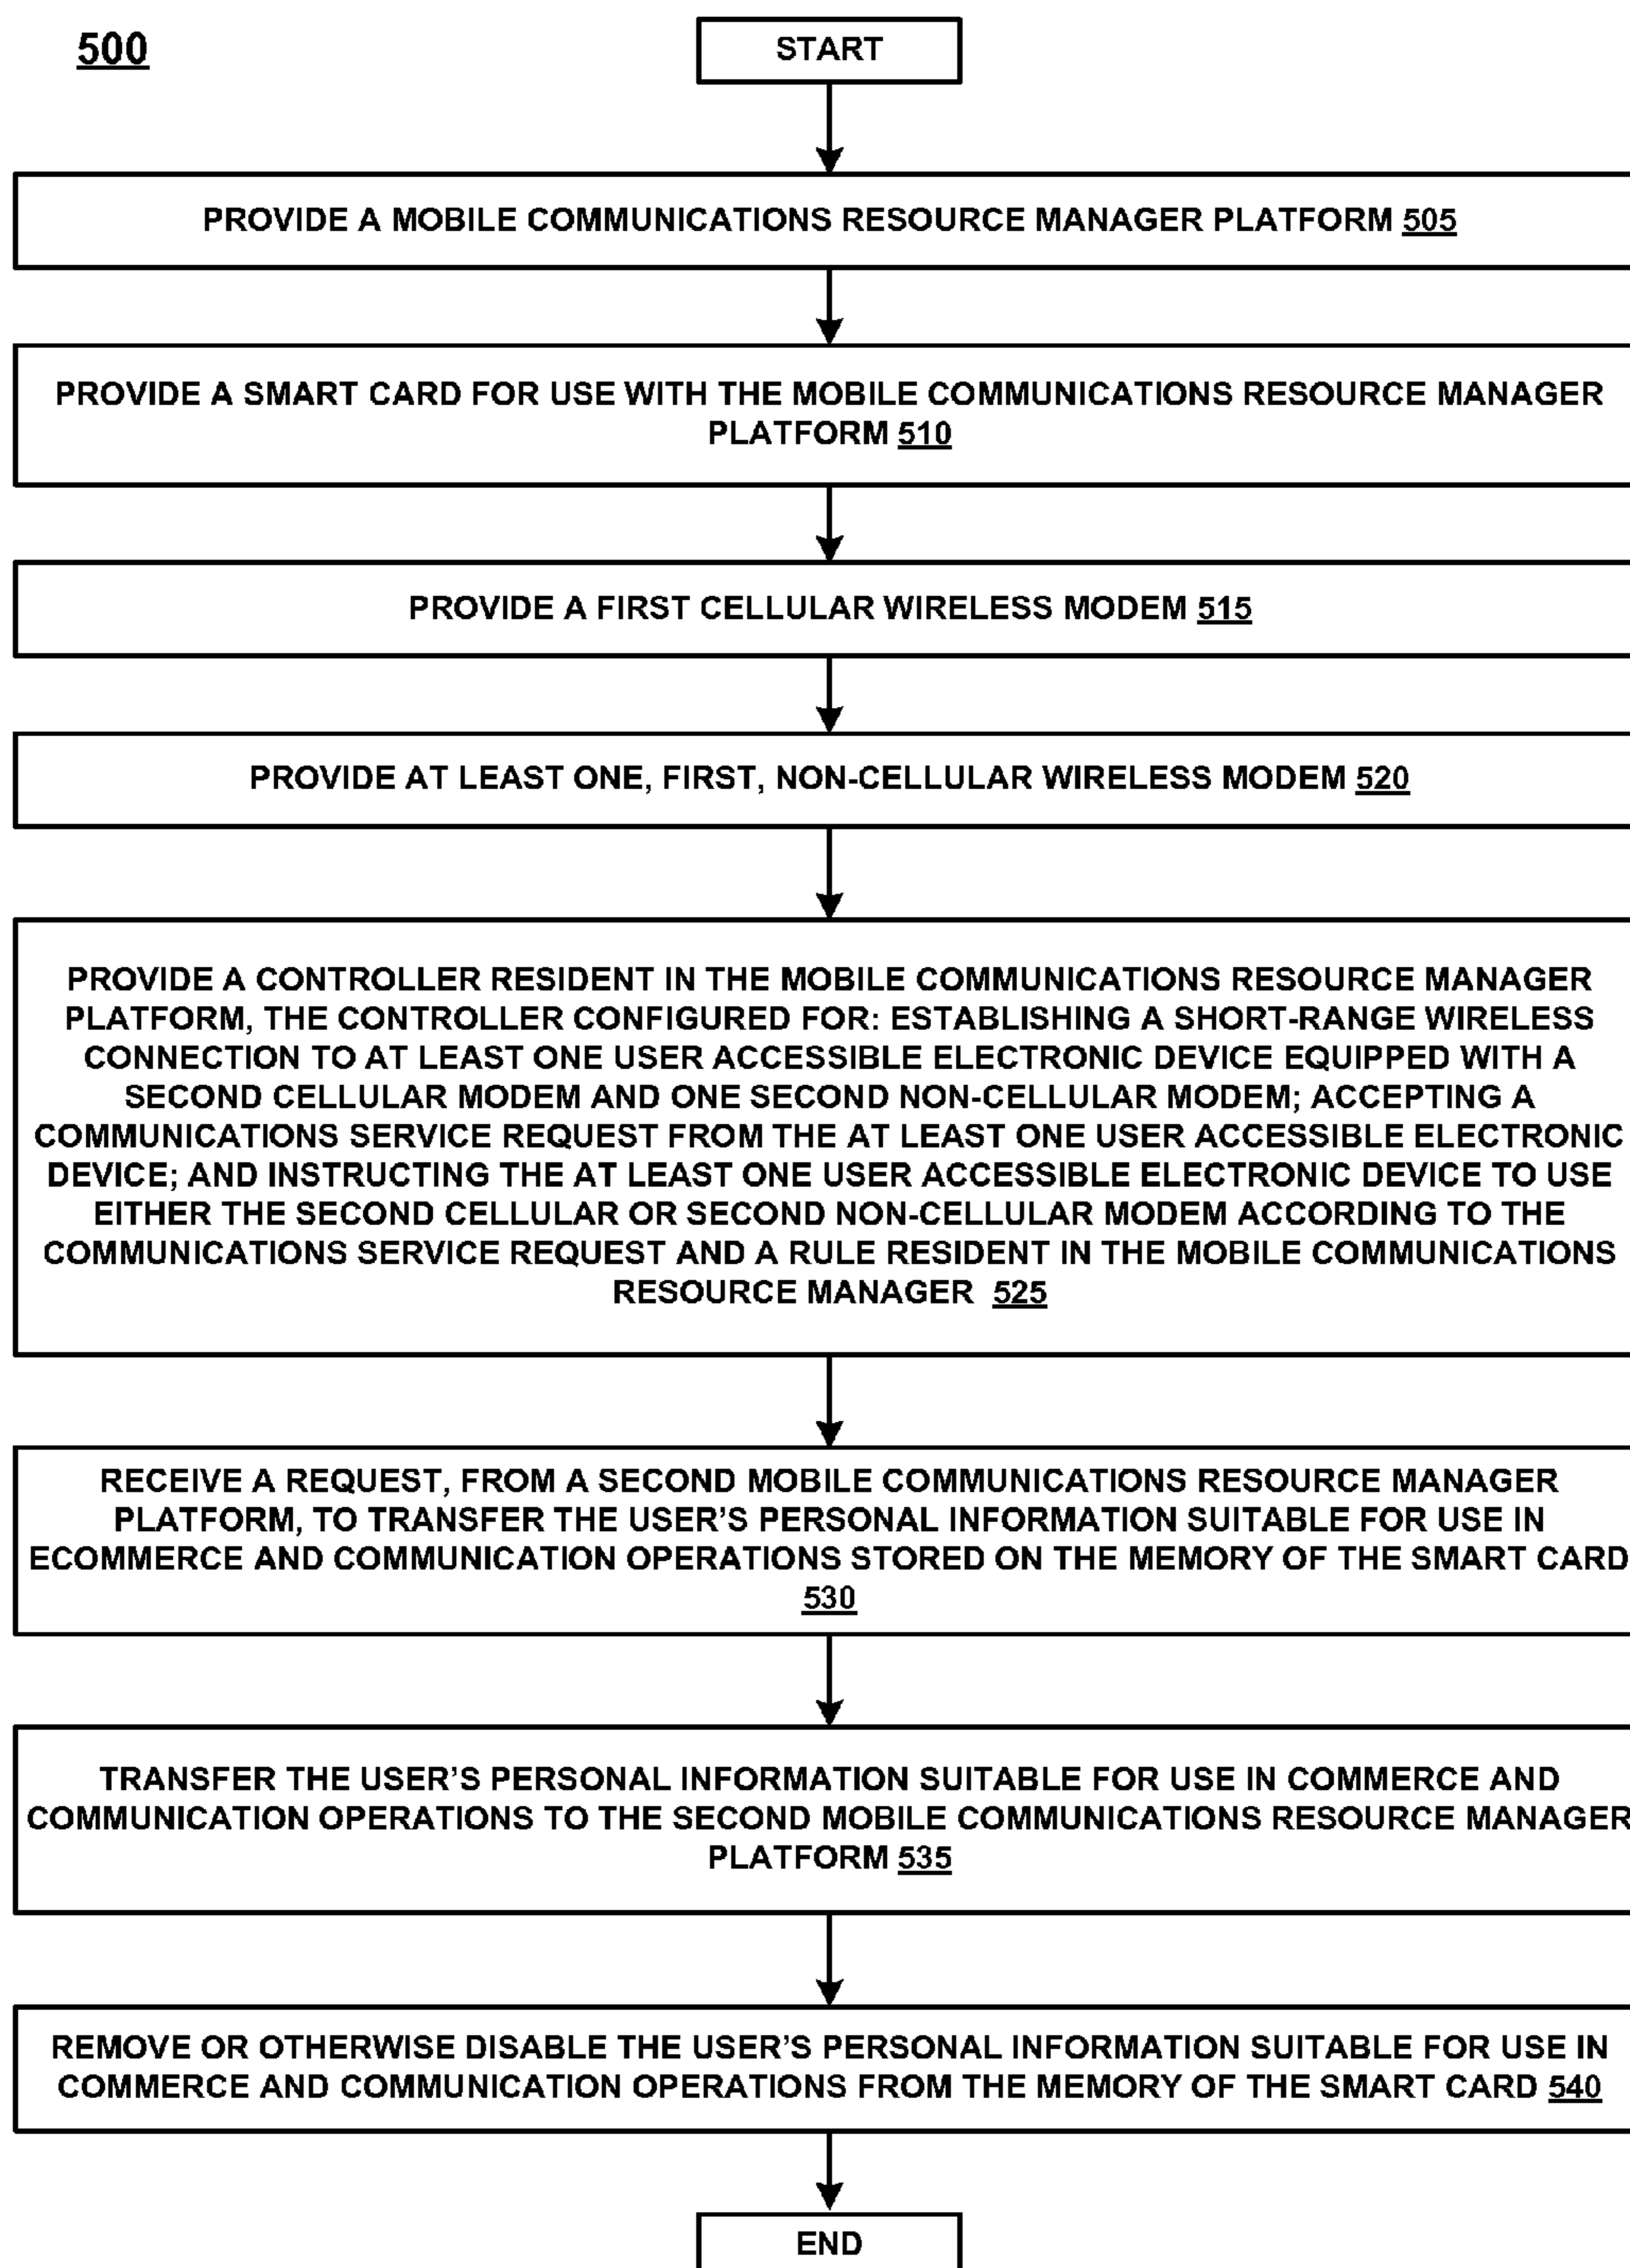 500
START
PROVIDE A MOBILE COMMUNICATIONS RESOURCE MANAGER PLATFORM 505
PROVIDE A SMART CARD FOR USE WITH THE MOBILE COMMUNICATIONS RESOURCE MANAGER
PLATFORM 510
PROVIDE A FIRST CELLULAR WIRELESS MODEM 515
PROVIDE AT LEAST ONE, FIRST, NON-CELLULAR WIRELESS MODEM 520
PROVIDE A CONTROLLER RESIDENT IN THE MOBILE COMMUNICATIONS RESOURCE MANAGER
PLATFORM, THE CONTROLLER CONFIGURED FOR: ESTABLISHING A SHORT-RANGE WIRELESS
CONNECTION TO AT LEAST ONE USER ACCESSIBLE ELECTRONIC DEVICE EQUIPPED WITH A
SECOND CELLULAR MODEM AND ONE SECOND NON-CELLULAR MODEM; ACCEPTING A
COMMUNICATIONS SERVICE REQUEST FROM THE AT LEAST ONE USER ACCESSIBLE ELECTRONIC
DEVICE; AND INSTRUCTING THE AT LEAST ONE USER ACCESSIBLE ELECTRONIC DEVICE TO USE
EITHER THE SECOND CELLULAR OR SECOND NON-CELLULAR MODEM ACCORDING TO THE
COMMUNICATIONS SERVICE REQUEST AND A RULE RESIDENT IN THE MOBILE COMMUNICATIONS
RESOURCE MANAGER 525
RECEIVE A REQUEST, FROM A SECOND MOBILE COMMUNICATIONS RESOURCE MANAGER
PLATFORM, TO TRANSFER THE USER'S PERSONAL INFORMATION SUITABLE FOR USE IN
ECOMMERCE AND COMMUNICATION OPERATIONS STORED ON THE MEMORY OF THE SMART CARD
530
TRANSFER THE USER'S PERSONAL INFORMATION SUITABLE FOR USE IN COMMERCE AND
COMMUNICATION OPERATIONS TO THE SECOND MOBILE COMMUNICATIONS RESOURCE MANAGER
PLATFORM 535
REMOVE OR OTHERWISE DISABLE THE USER'S PERSONAL INFORMATION SUITABLE FOR USE IN
COMMERCE AND COMMUNICATION OPERATIONS FROM THE MEMORY OF THE SMART CARD 540
END